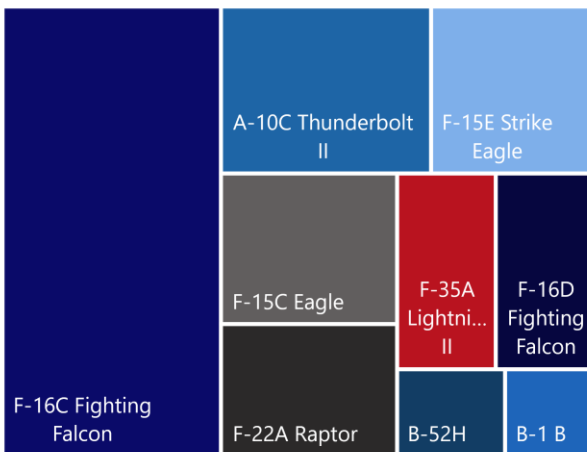 A-10C Thunderbolt
II
F-15E Strike
Eagle
F-15C Eagle
F-35A
Lightni...
II
F-16D
Fighting
Falcon
F-16C Fighting
Falcon
F-22A Raptor
B-52H
B-1 B